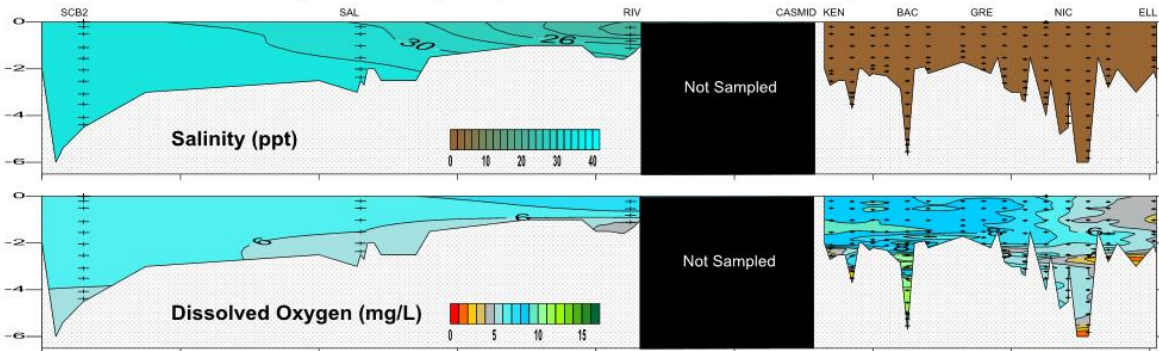 SCB2 SAL RIV CASMID KEN BAC GRE NIC ELL
0
30 26
-2
Not Sampled
-4
Salinity (ppt)
0 10 20 30 40
-6
0
6
6 6 6
8
-2
Not Sampled
-4
Dissolved Oxygen (mg/L)
0 5 10 15
-6